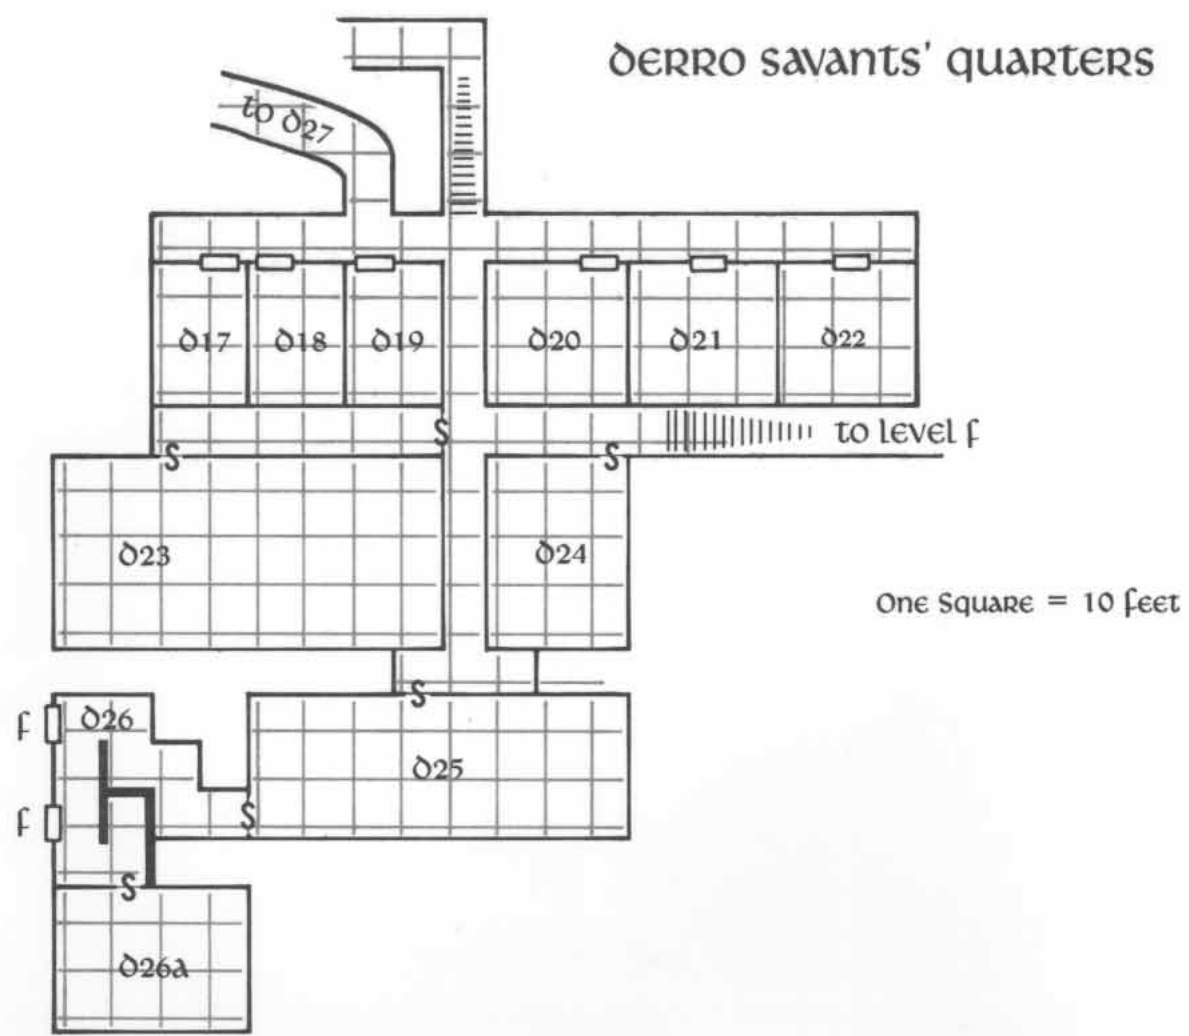 DERRO SAVANTS' QUARTERS
to D27
D17 D18 D19 D20 D21 D22
S to level f
S S
D23 D24
One Square = 10 feet
S
f D26
D25
f S
S
D26a